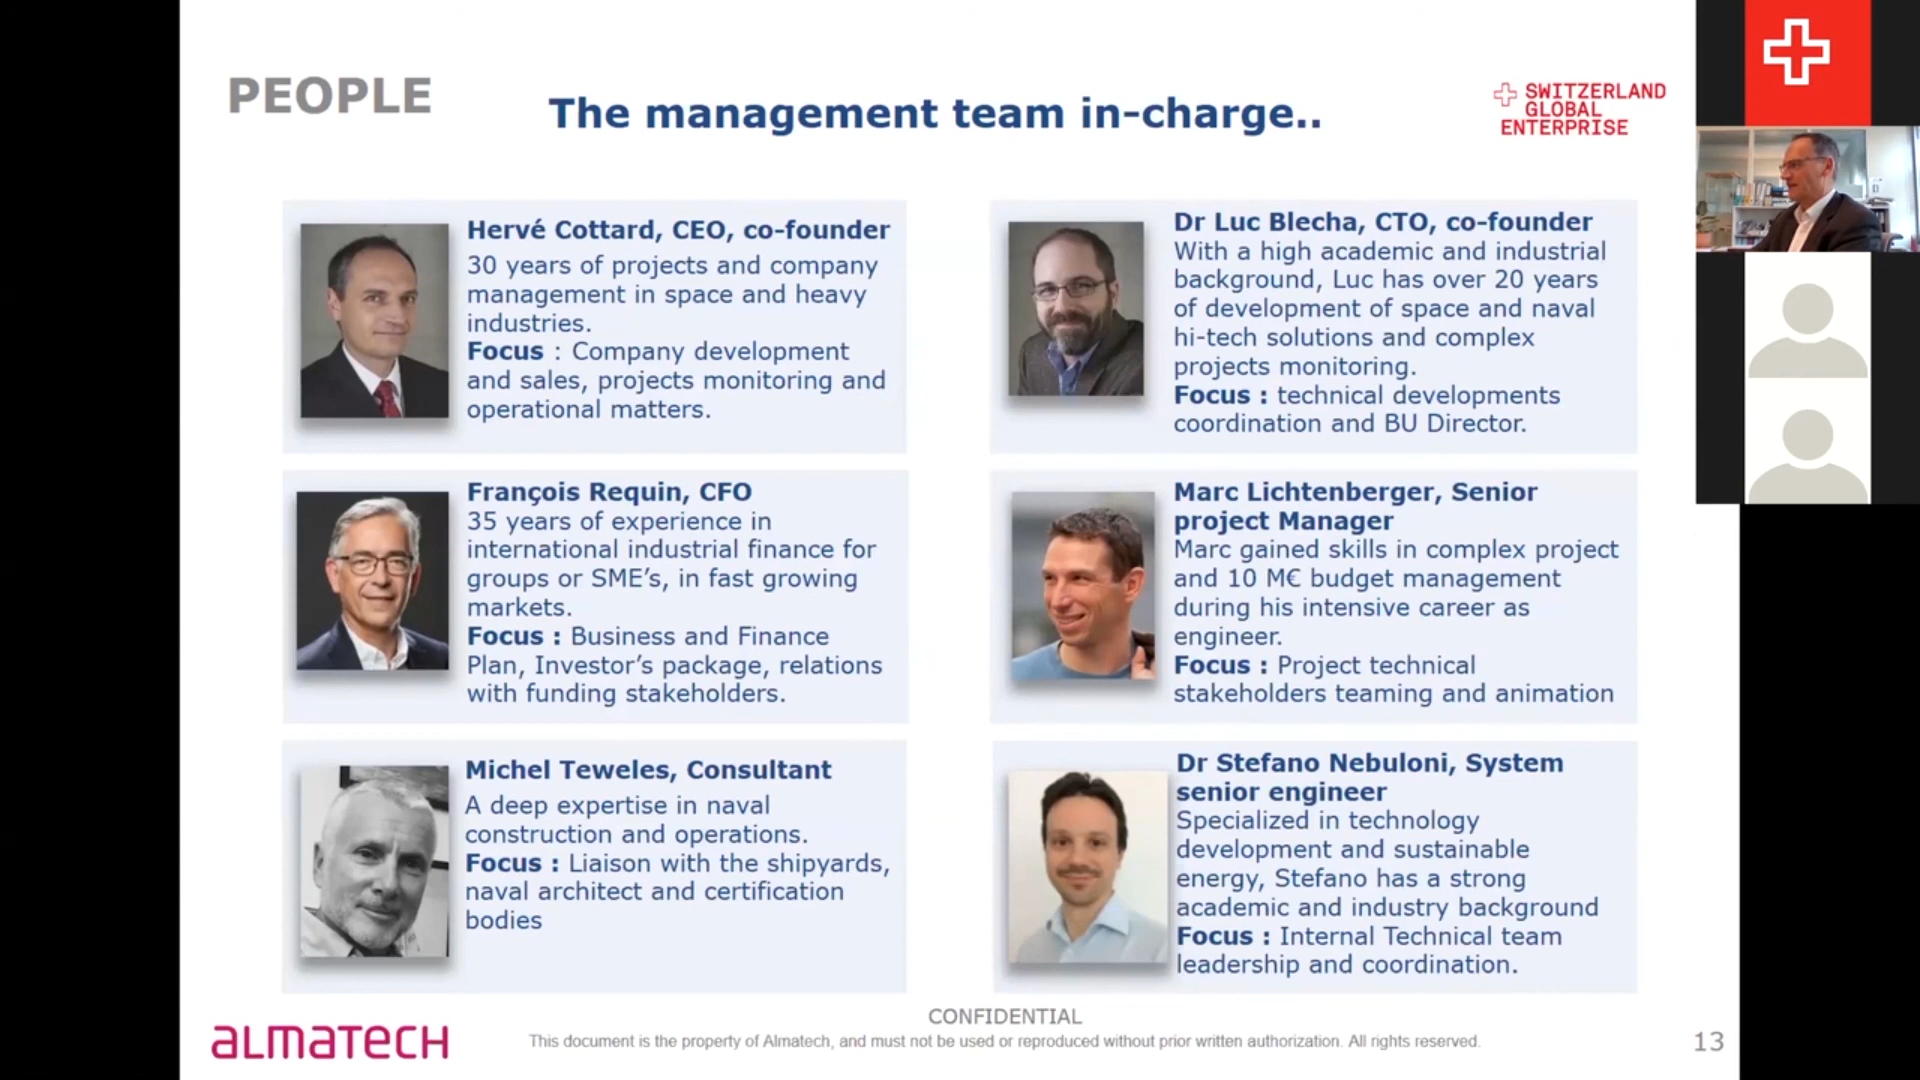 PEOPLE
The management team in-charge..
SWITZERLAND
GLOBAL
ENTERPRISE
Hervé Cottard, CEO, co-founder
30 years of projects and company
management in space and heavy
industries.
Focus : Company development
and sales, projects monitoring and
operational matters.
Dr Luc Blecha, CTO, co-founder
With a high academic and industrial
background, Luc has over 20 years
of development of space and naval
hi-tech solutions and complex
projects monitoring.
Focus : technical developments
coordination and BU Director.
François Requin, CFO
35 years of experience in
international industrial finance for
groups or SME’s, in fast growing
markets.
Focus : Business and Finance
Plan, Investor’s package, relations
with funding stakeholders.
Marc Lichtenberger, Senior
project Manager
Marc gained skills in complex project
and 10 M€ budget management
during his intensive career as
engineer.
Focus : Project technical
stakeholders teaming and animation
Michel Teweles, Consultant
A deep expertise in naval
construction and operations.
Focus : Liaison with the shipyards,
naval architect and certification
bodies
Dr Stefano Nebuloni, System
senior engineer
Specialized in technology
development and sustainable
energy, Stefano has a strong
academic and industry background
Focus : Internal Technical team
leadership and coordination.
CONFIDENTIAL
ALMATECH
This document is the property of Almatech, and must not be used or reproduced without prior written authorization. All rights reserved.
13